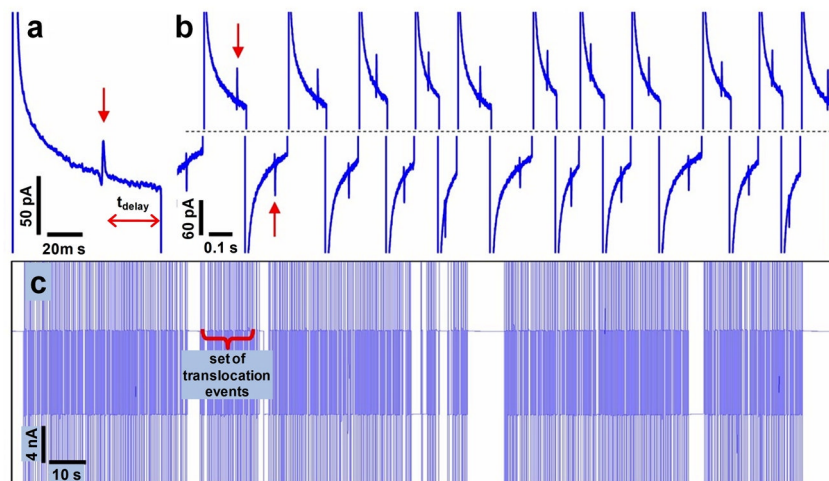 a
50 pA
20m s
tdelay
b
60 pA
0.1 s
c
set of
translocation
events
4 nA
10 s